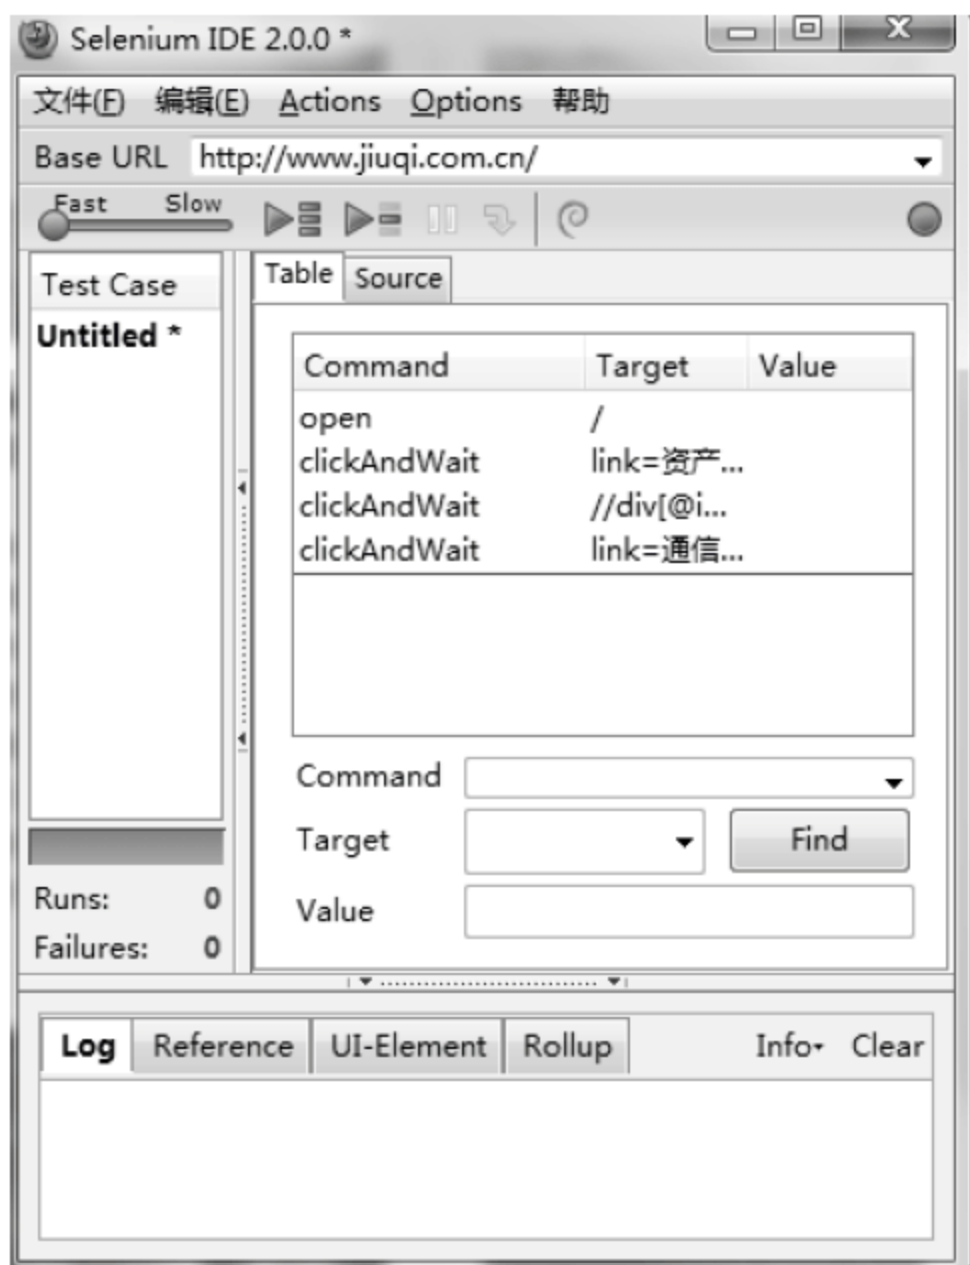 Selenium IDE 2.0.0 *
文件(F) 编辑(E) Actions Options 帮助
Base URL http://www.jiuqi.com.cn/
Fast Slow
Test Case
Untitled *
Table Source
Command Target Value
open /
clickAndWait link=资产...
clickAndWait //div[@i...
clickAndWait link=通信...
Command
Target Find
Value
Runs: 0
Failures: 0
Log Reference UI-Element Rollup Info Clear